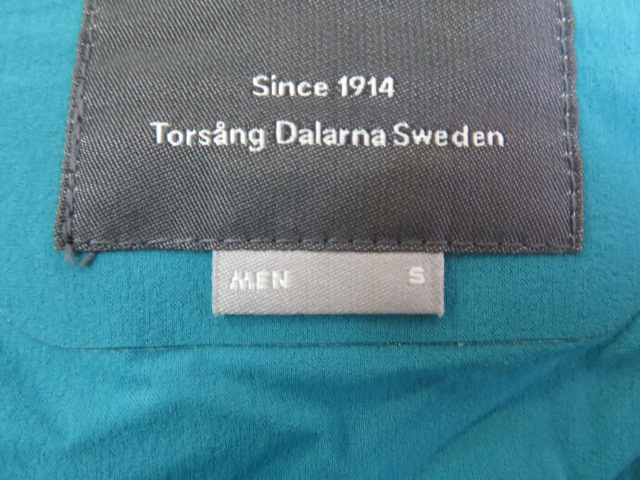 Since 1914
Torsång Dalarna Sweden
MEN S